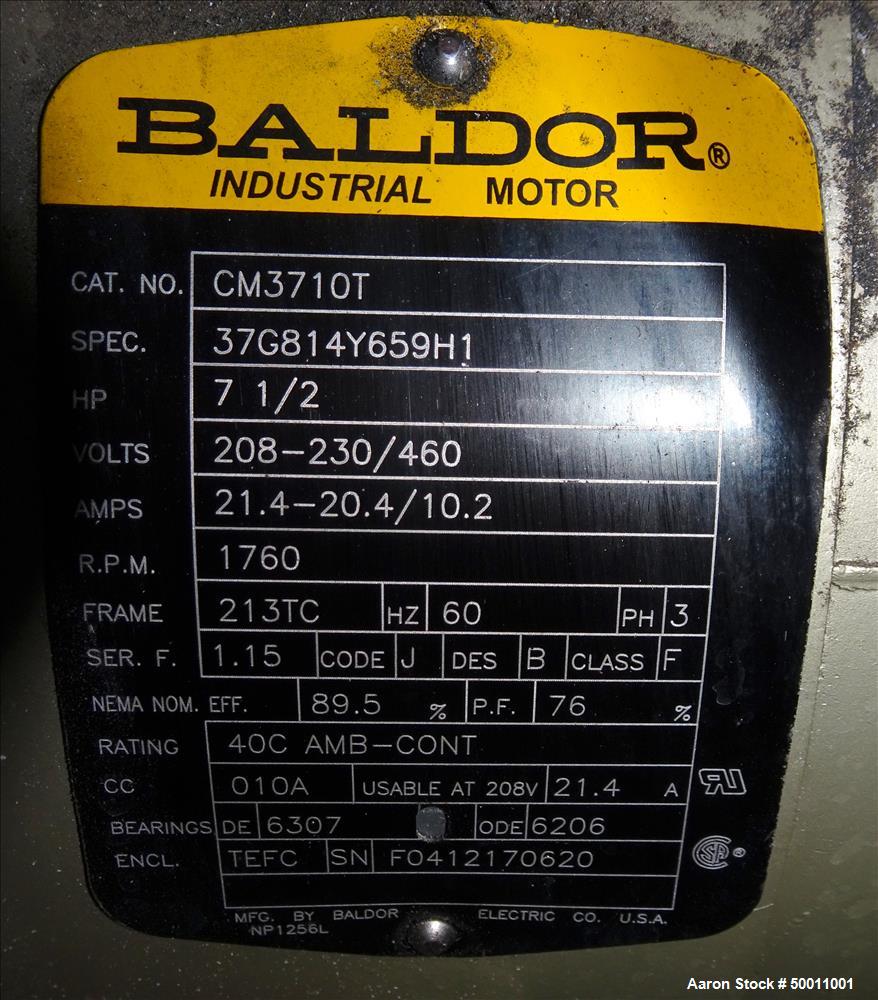 BALDOR®
INDUSTRIAL MOTOR
CAT. NO. CM3710T
SPEC. 37G814Y659H1
HP 7 1/2
VOLTS 208-230/460
AMPS 21.4-20.4/10.2
R.P.M. 1760
FRAME 213TC HZ 60 PH 3
SER. F. 1.15 CODE J DES B CLASS F
NEMA NOM. EFF. 89.5 % P.F. 76 %
RATING 40C AMB-CONT
CC 010A USABLE AT 208V 21.4 A
BEARINGS DE 6307 ODE 6206
ENCL. TEFC SN F0412170620
MFG. BY BALDOR ELECTRIC CO. U.S.A.
NP1256L
Aaron Stock # 50011001